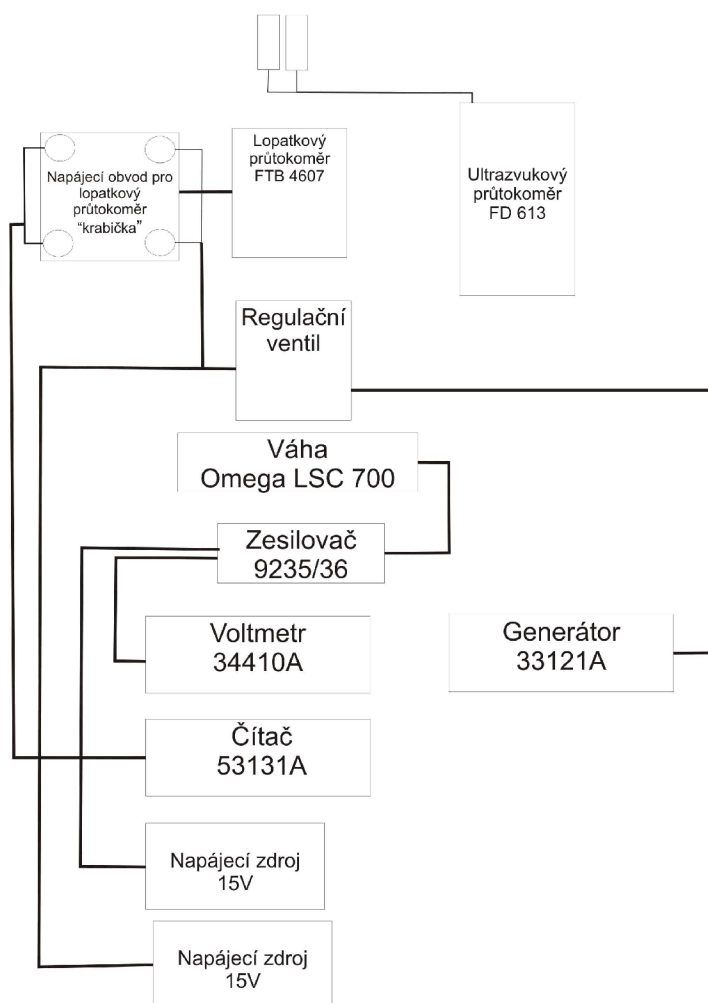 Napájecí obvod pro
lopatkový
průtokoměr
“krabička”
Lopatkový
průtokoměr
FTB 4607
Ultrazvukový
průtokoměr
FD 613
Regulační
ventil
Váha
Omega LSC 700
Zesilovač
9235/36
Voltmetr
34410A
Generátor
33121A
Čítač
53131A
Napájecí zdroj
15V
Napájecí zdroj
15V